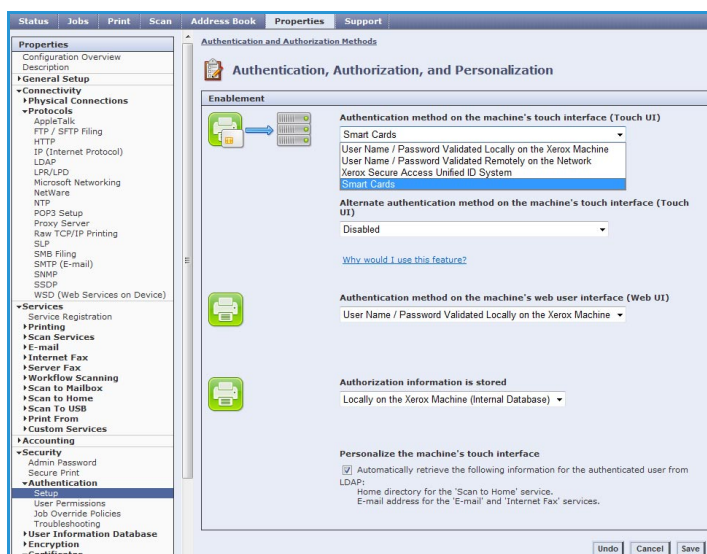 Status Jobs Print Scan Address Book Properties Support
Properties
Configuration Overview
Description
General Setup
Connectivity
Physical Connections
Protocols
AppleTalk
FTP / SFTP Filing
HTTP
IP (Internet Protocol)
LDAP
LPR/LPD
Microsoft Networking
NetWare
NTP
POP3 Setup
Proxy Server
Raw TCP/IP Printing
SLP
SMB Filing
SMTP (E-mail)
SNMP
SSDP
WSD (Web Services on Device)
Services
Service Registration
Printing
Scan Services
E-mail
Internet Fax
Server Fax
Workflow Scanning
Scan to Mailbox
Scan to Home
Scan To USB
Print From
Custom Services
Accounting
Security
Admin Password
Secure Print
Authentication
Setup
User Permissions
Job Override Policies
Troubleshooting
User Information Database
Encryption
Certificates
Authentication and Authorization Methods
Authentication, Authorization, and Personalization
Enablement
Authentication method on the machine's touch interface (Touch UI)
Smart Cards
User Name / Password Validated Locally on the Xerox Machine
User Name / Password Validated Remotely on the Network
Xerox Secure Access Unified ID System
Smart Cards
Alternate authentication method on the machine's touch interface (Touch
UI)
Disabled
Why would I use this feature?
Authentication method on the machine's web user interface (Web UI)
User Name / Password Validated Locally on the Xerox Machine
Authorization information is stored
Locally on the Xerox Machine (Internal Database)
Personalize the machine's touch interface
Automatically retrieve the following information for the authenticated user from
LDAP:
Home directory for the 'Scan to Home' service.
E-mail address for the 'E-mail' and 'Internet Fax' services.
Undo Cancel Save